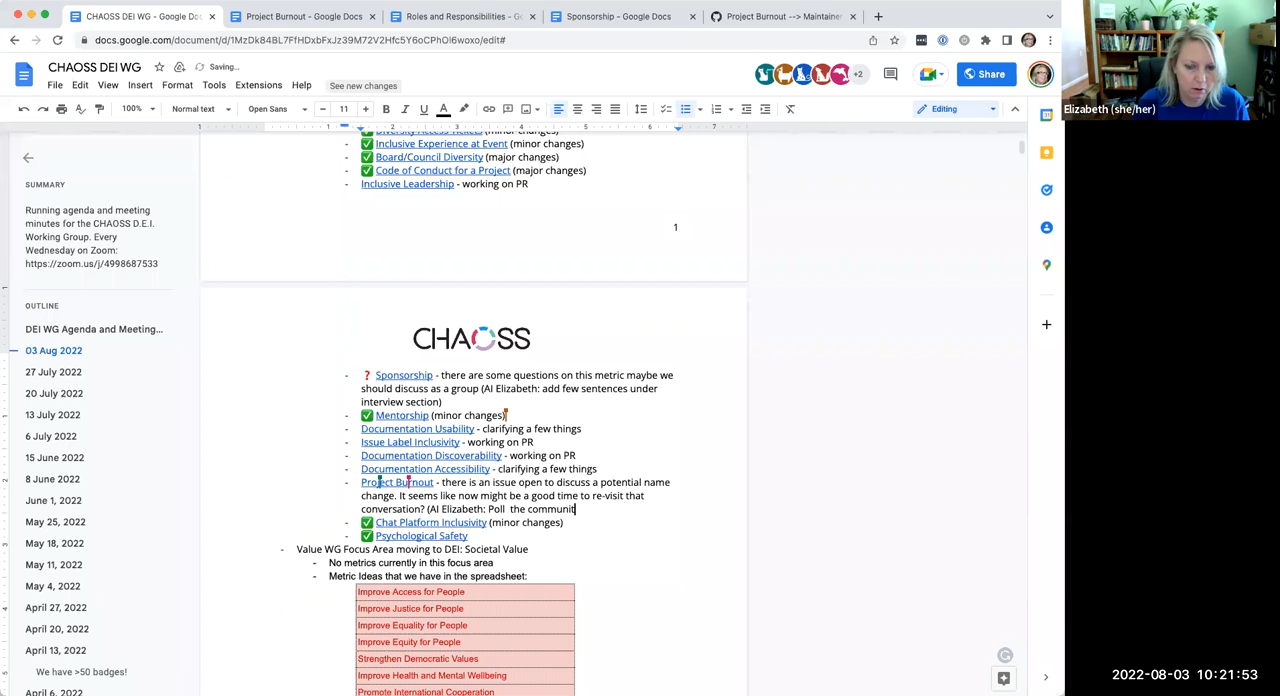 CHAOSS DEI WG - Google Doc
Project Burnout - Google Docs
Roles and Responsibilities - G
Sponsorship - Google Docs
Project Burnout --> Maintaine
docs.google.com/document/d/1MzDk84BL7FfHDxbFxJz39M72V2Hfc5Y6oCPhOl6woxo/edit#
CHAOSS DEI WG
Saving...
File Edit View Insert Format Tools Extensions Help
See new changes
+2
Share
100%
Normal text
Open Sans
11
Editing
Elizabeth (she/her)
SUMMARY
Running agenda and meeting
minutes for the CHAOSS D.E.I.
Working Group. Every
Wednesday on Zoom:
https://zoom.us/j/4998687533
OUTLINE
DEI WG Agenda and Meeting...
03 Aug 2022
27 July 2022
20 July 2022
13 July 2022
6 July 2022
15 June 2022
8 June 2022
June 1, 2022
May 25, 2022
May 18, 2022
May 11, 2022
May 4, 2022
April 27, 2022
April 20, 2022
April 13, 2022
We have >50 badges!
April 6, 2022
- ✅ Diversity Access Tickets (minor changes)
- ✅ Inclusive Experience at Event (minor changes)
- ✅ Board/Council Diversity (major changes)
- ✅ Code of Conduct for a Project (major changes)
- Inclusive Leadership - working on PR
1
CHAOSS
- ❓ Sponsorship - there are some questions on this metric maybe we
should discuss as a group (AI Elizabeth: add few sentences under
interview section)
- ✅ Mentorship (minor changes)
- Documentation Usability - clarifying a few things
- Issue Label Inclusivity - working on PR
- Documentation Discoverability - working on PR
- Documentation Accessibility - clarifying a few things
- Project Burnout - there is an issue open to discuss a potential name
change. It seems like now might be a good time to re-visit that
conversation? (AI Elizabeth: Poll  the communit
- ✅ Chat Platform Inclusivity (minor changes)
- ✅ Psychological Safety
- Value WG Focus Area moving to DEI: Societal Value
- No metrics currently in this focus area
- Metric Ideas that we have in the spreadsheet:
Improve Access for People
Improve Justice for People
Improve Equality for People
Improve Equity for People
Strengthen Democratic Values
Improve Health and Mental Wellbeing
Promote International Cooperation
2022-08-03 10:21:53